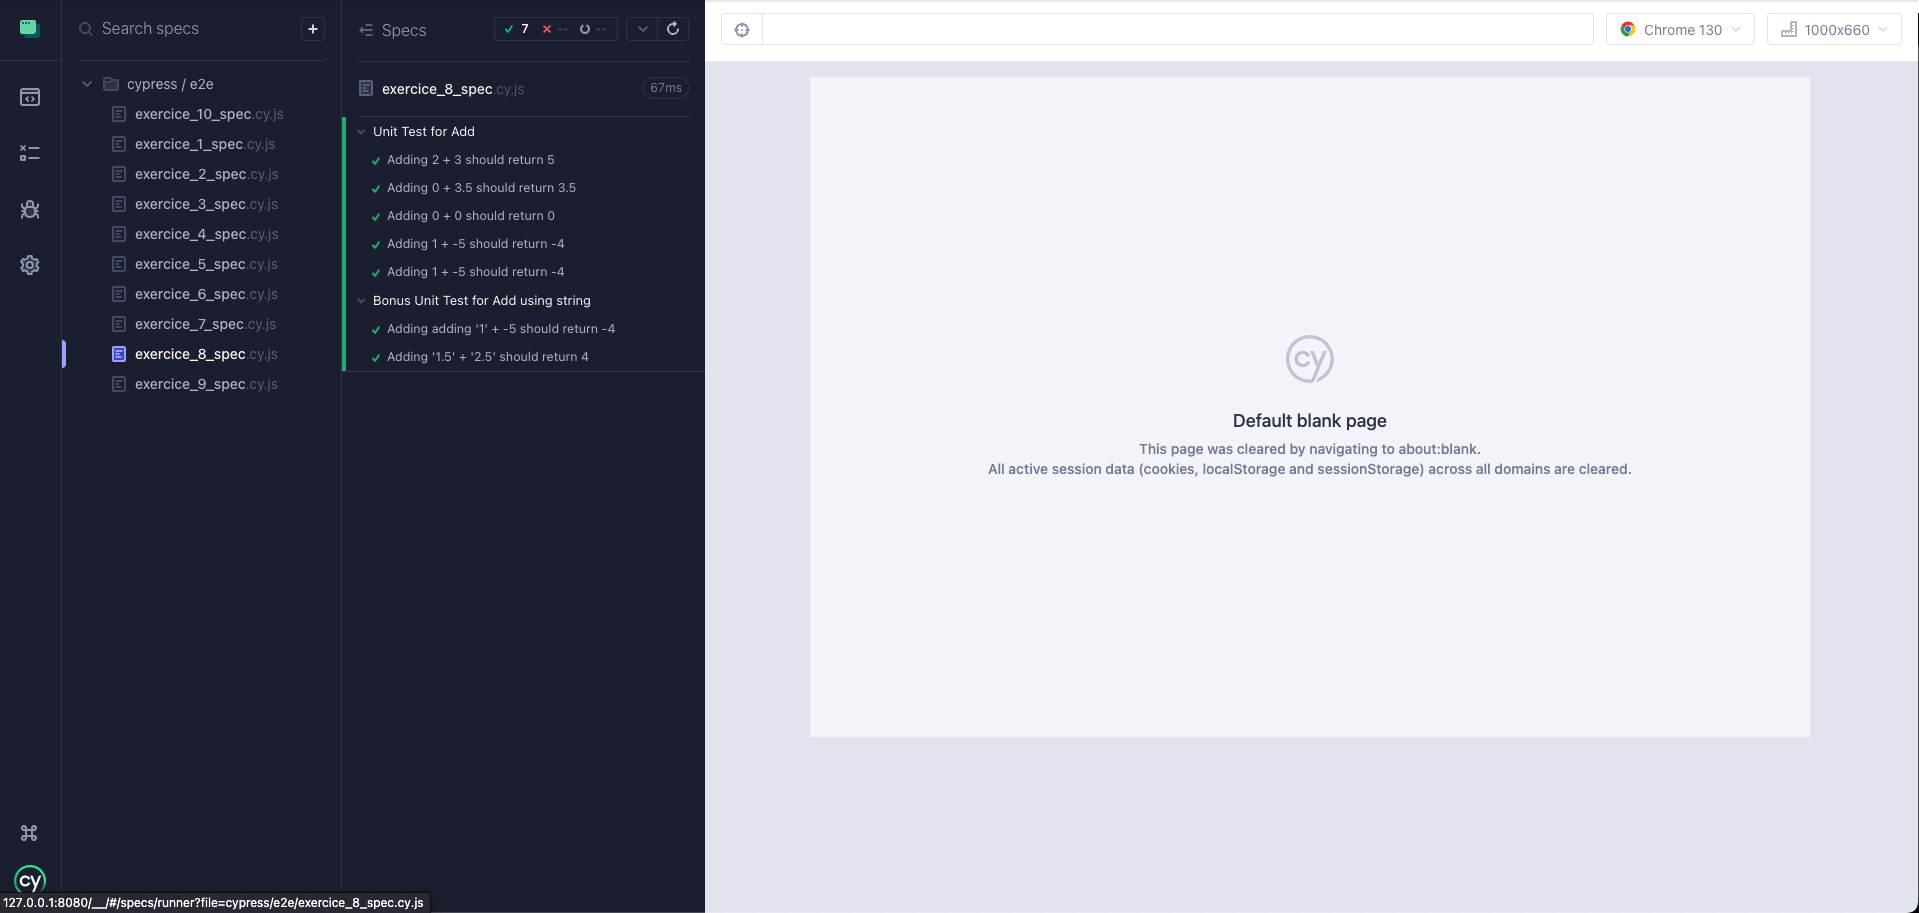 Search specs
+
cypress / e2e
exercice_10_spec.cy.js
exercice_1_spec.cy.js
exercice_2_spec.cy.js
exercice_3_spec.cy.js
exercice_4_spec.cy.js
exercice_5_spec.cy.js
exercice_6_spec.cy.js
exercice_7_spec.cy.js
exercice_8_spec.cy.js
exercice_9_spec.cy.js
cy
127.0.0.1:8080/__/#/specs/runner?file=cypress/e2e/exercice_8_spec.cy.js
Specs 7 -- --
exercice_8_spec.cy.js 67ms
Unit Test for Add
Adding 2 + 3 should return 5
Adding 0 + 3.5 should return 3.5
Adding 0 + 0 should return 0
Adding 1 + -5 should return -4
Adding 1 + -5 should return -4
Bonus Unit Test for Add using string
Adding adding '1' + -5 should return -4
Adding '1.5' + '2.5' should return 4
Chrome 130
1000x660
cy
Default blank page
This page was cleared by navigating to about:blank.
All active session data (cookies, localStorage and sessionStorage) across all domains are cleared.